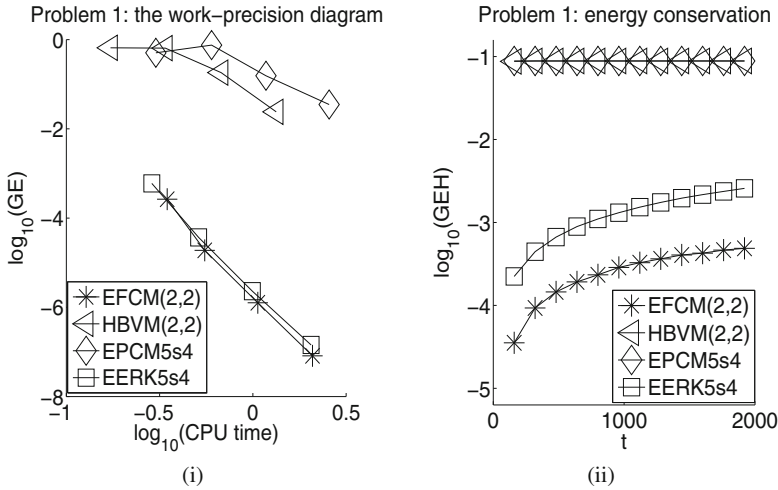 Problem 1: the work−precision diagram
0
−2
−4
−6
−8
log10(GE)
EFCM(2,2)
HBVM(2,2)
EPCM5s4
EERK5s4
−1
−0.5
0
0.5
log10(CPU time)
(i)
Problem 1: energy conservation
−1
−2
−3
−4
−5
log10(GEH)
EFCM(2,2)
HBVM(2,2)
EPCM5s4
EERK5s4
0
1000
2000
t
(ii)